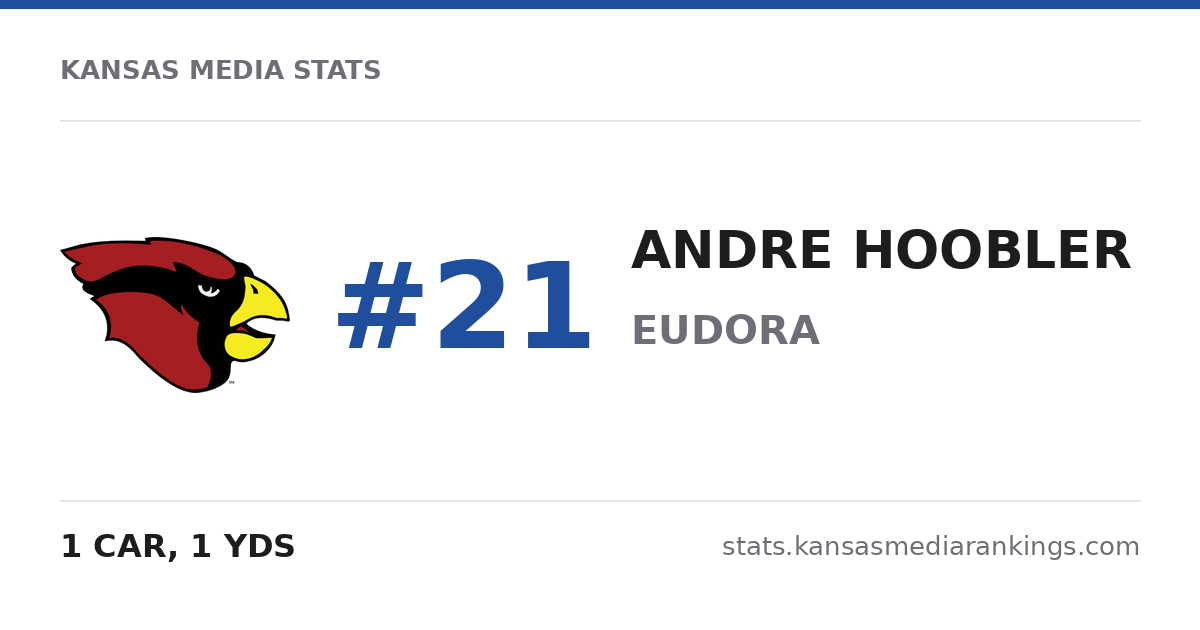 KANSAS MEDIA STATS
#21
ANDRE HOOBLER
EUDORA
1 CAR, 1 YDS
stats.kansasmediarankings.com